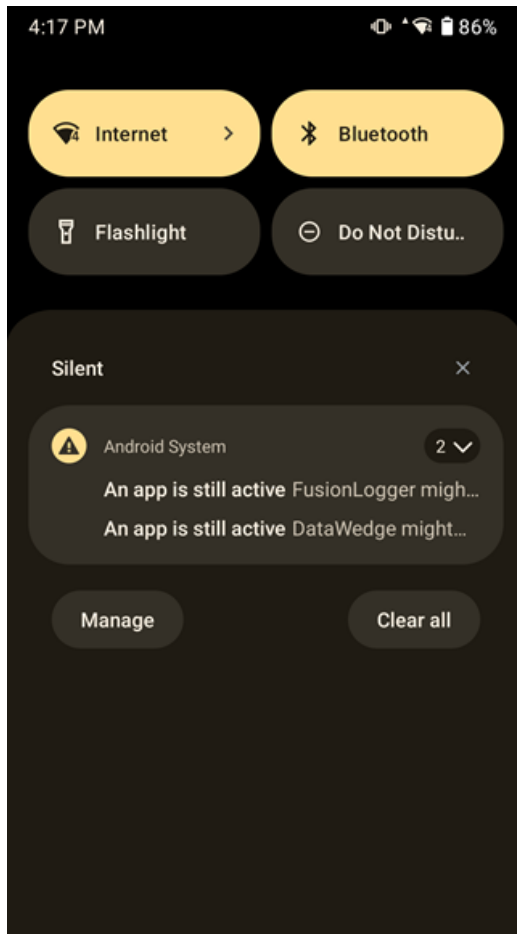 4:17 PM 86%
Internet Bluetooth
Flashlight Do Not Distu..
Silent
Android System 2
An app is still active FusionLogger migh...
An app is still active DataWedge might...
Manage Clear all